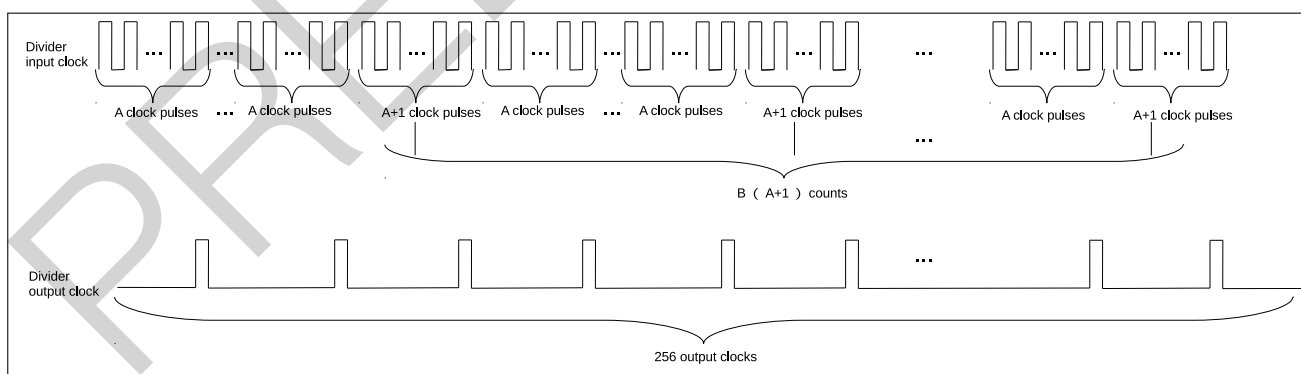 Divider
input clock
... ... ... ... ... ... ... ... ... ...
A clock pulses ... A clock pulses A+1 clock pulses A clock pulses ... A clock pulses A+1 clock pulses A clock pulses A+1 clock pulses
...
B ( A+1 ) counts
Divider
output clock
...
256 output clocks
PRE